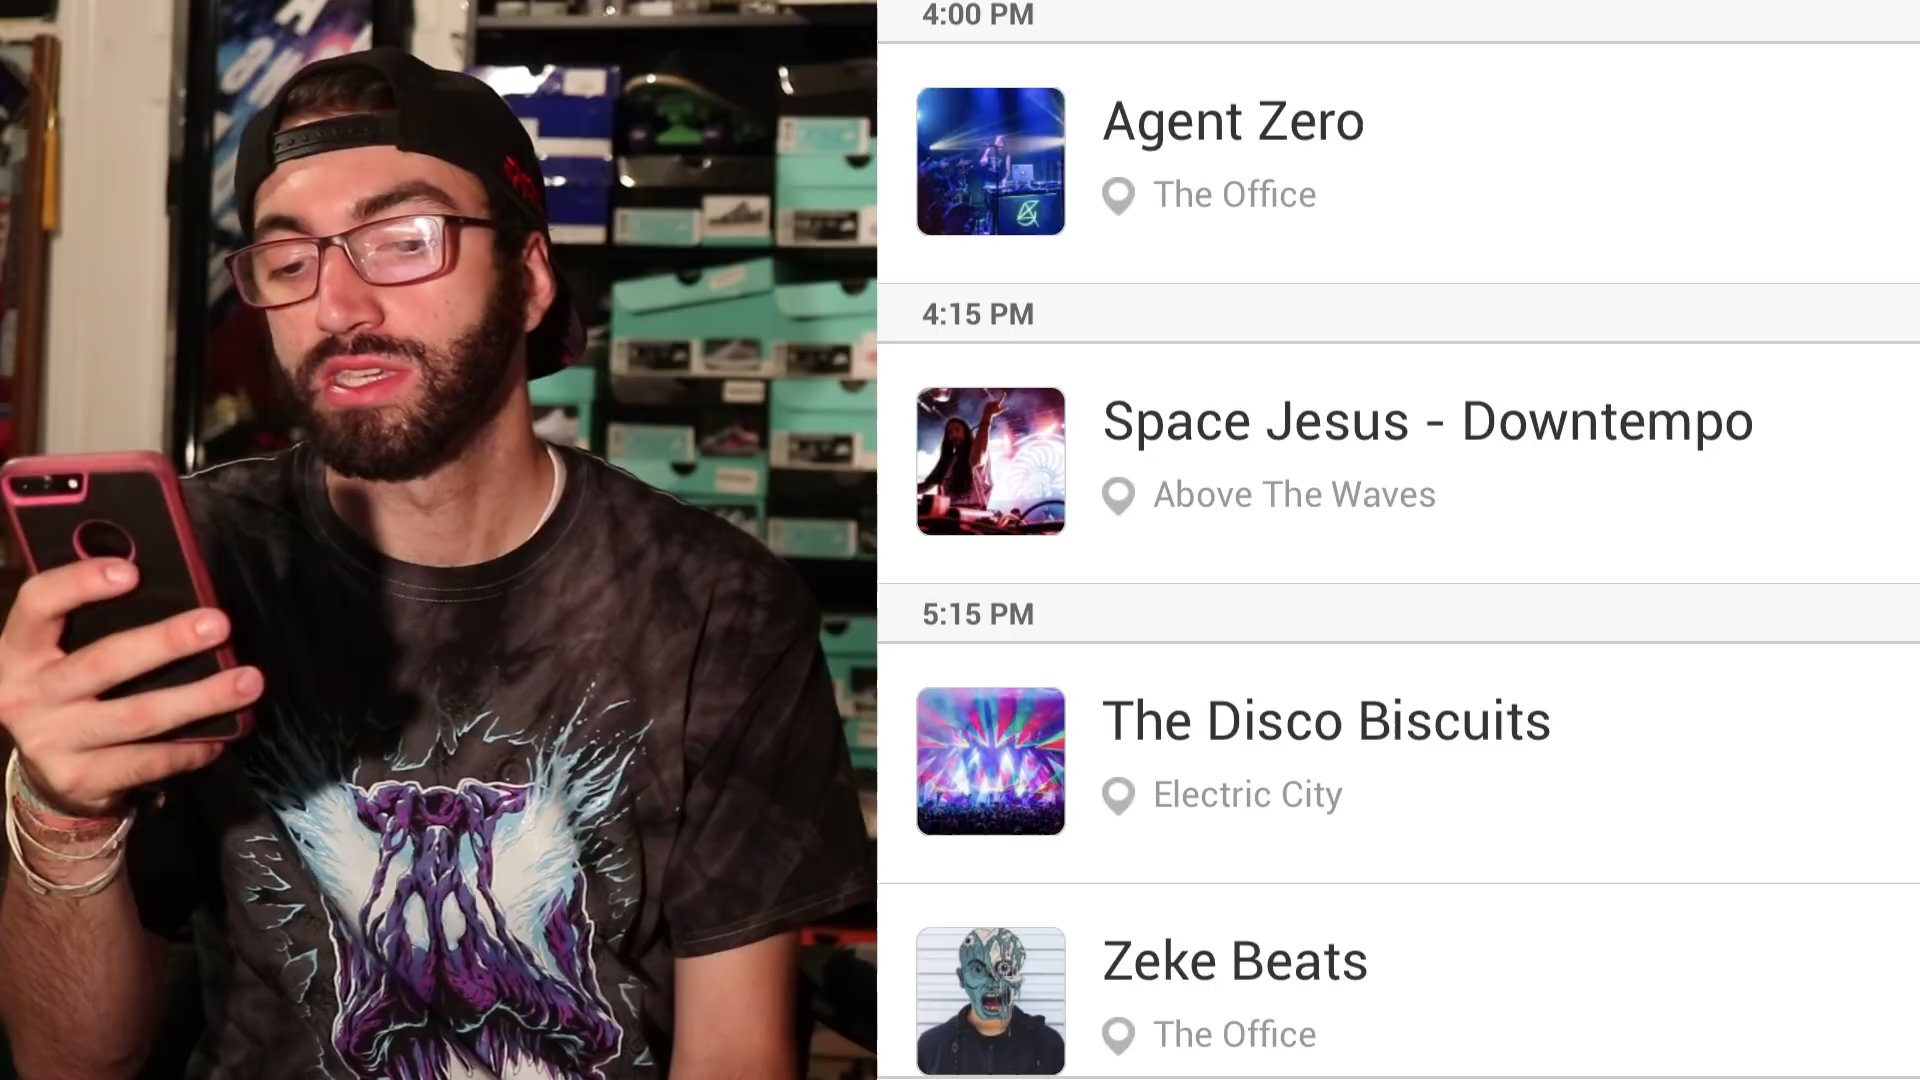 4:00 PM
Agent Zero
The Office
4:15 PM
Space Jesus - Downtempo
Above The Waves
5:15 PM
The Disco Biscuits
Electric City
Zeke Beats
The Office